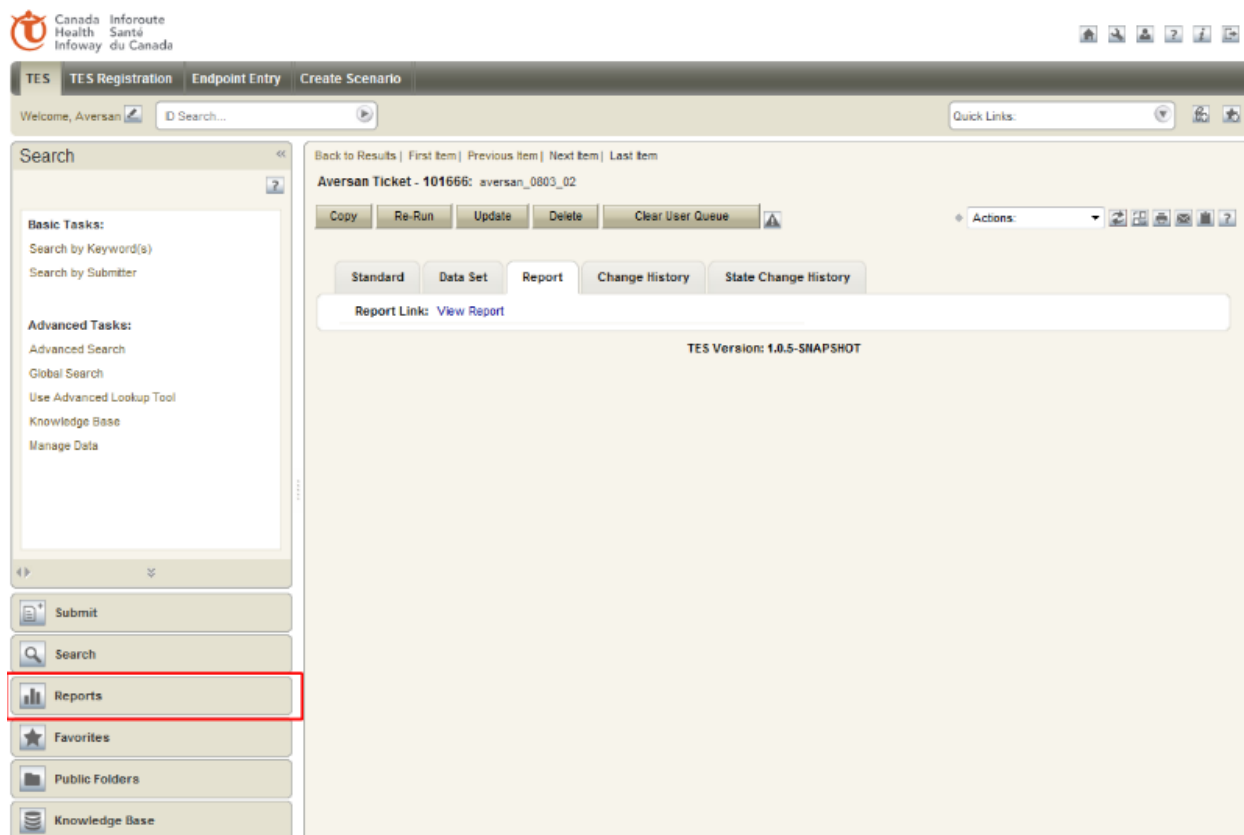 Canada Inforoute
Health Santé
Infoway du Canada
TES TES Registration Endpoint Entry Create Scenario
Welcome, Aversan ID Search... Quick Links:
Search
Basic Tasks:
Search by Keyword(s)
Search by Submitter
Advanced Tasks:
Advanced Search
Global Search
Use Advanced Lookup Tool
Knowledge Base
Manage Data
Submit
Search
Reports
Favorites
Public Folders
Knowledge Base
Back to Results | First Item | Previous Item | Next Item | Last Item
Aversan Ticket - 101666: aversan_0803_02
Copy Re-Run Update Delete Clear User Queue Actions:
Standard Data Set Report Change History State Change History
Report Link: View Report
TES Version: 1.0.5-SNAPSHOT